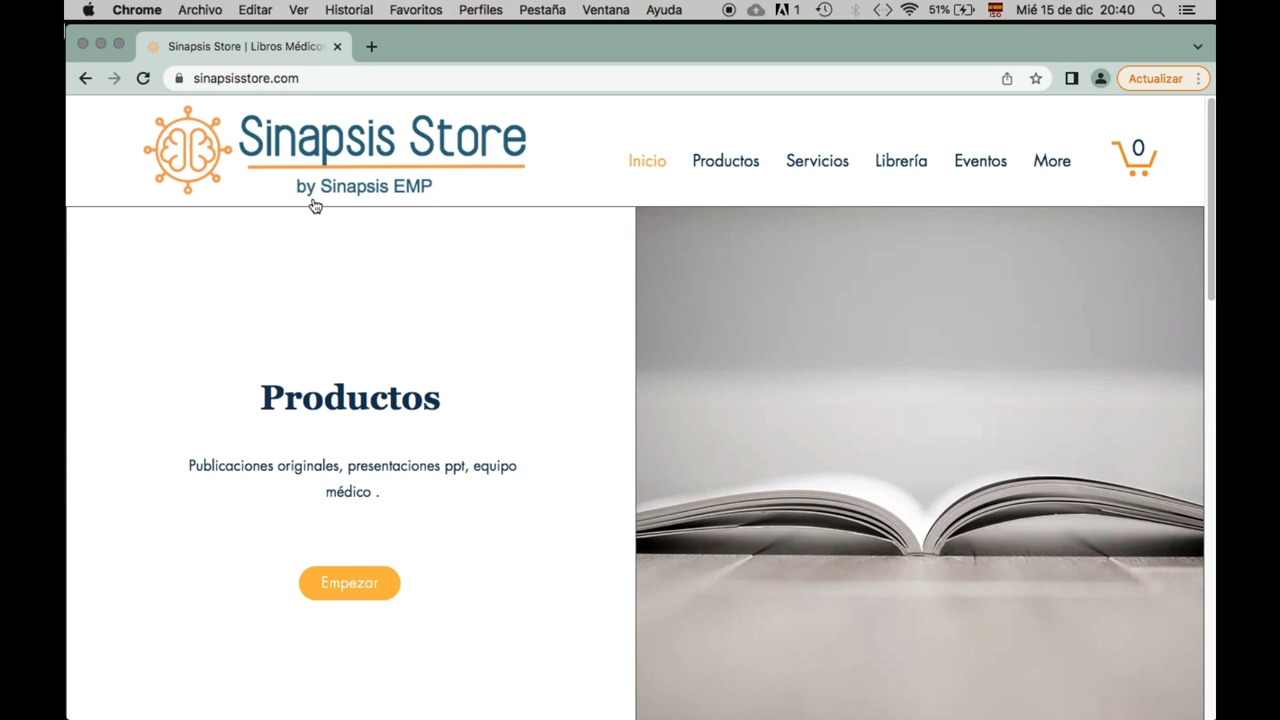 Chrome Archivo Editar Ver Historial Favoritos Perfiles Pestaña Ventana Ayuda 1 51% ISO Mié 15 de dic 20:40
Sinapsis Store | Libros Médicos
sinapsisstore.com Actualizar
Sinapsis Store
by Sinapsis EMP
Inicio Productos Servicios Librería Eventos More 0
Productos
Publicaciones originales, presentaciones ppt, equipo
médico .
Empezar